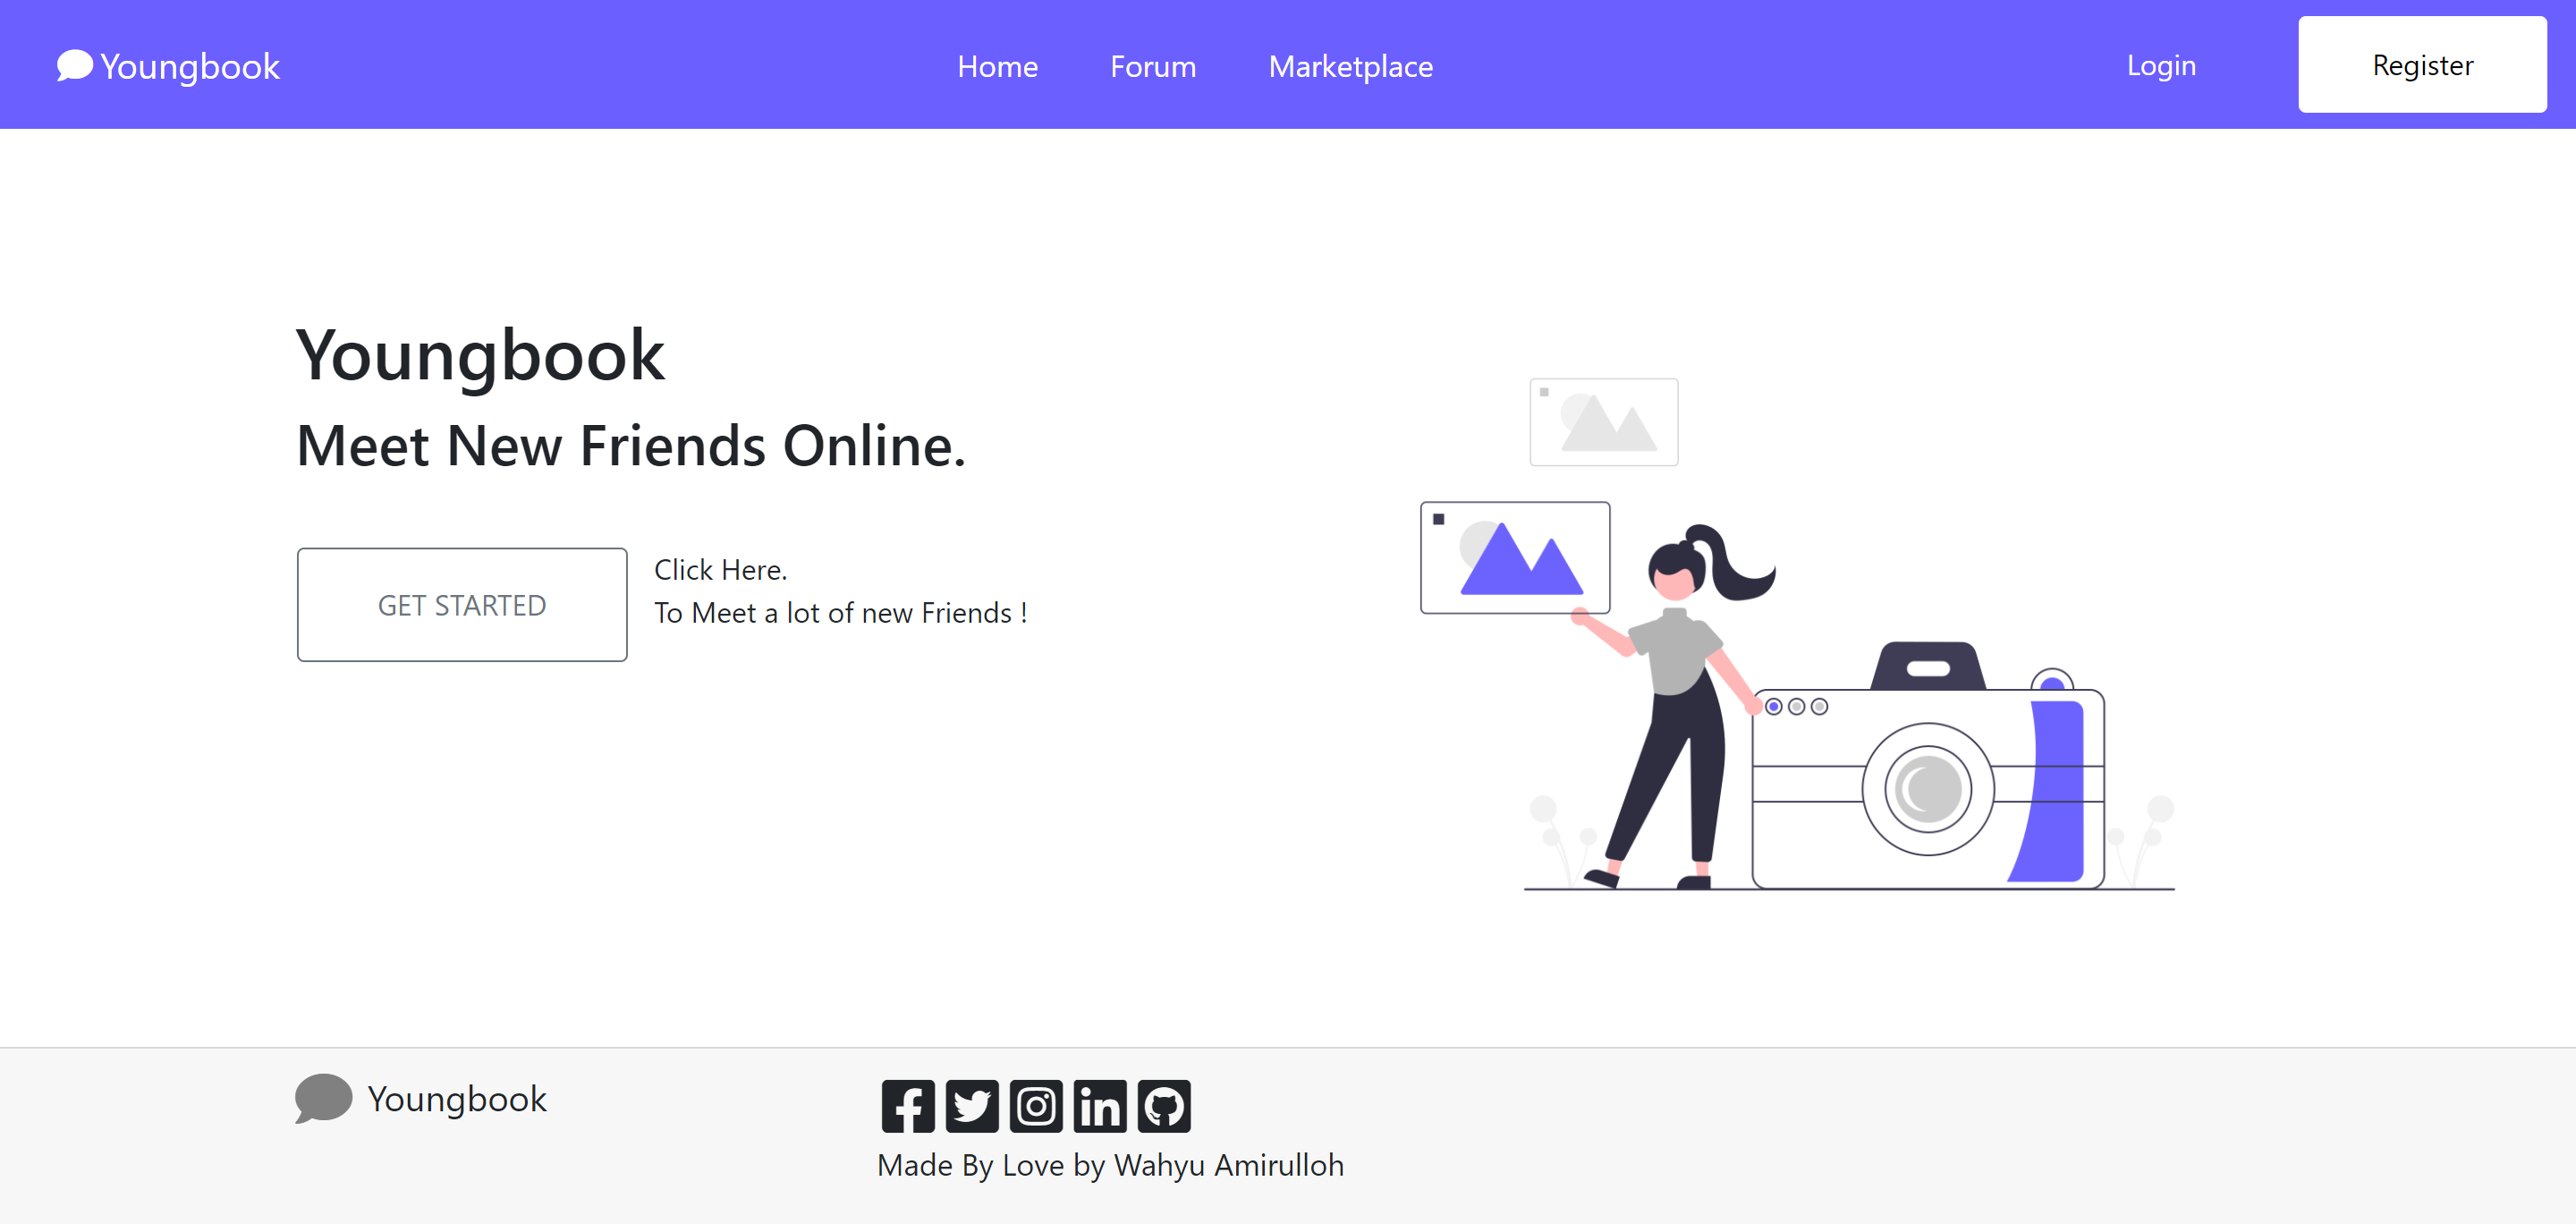 Youngbook
Home
Forum
Marketplace
Login
Register
Youngbook
Meet New Friends Online.
GET STARTED
Click Here.
To Meet a lot of new Friends !
Youngbook
Made By Love by Wahyu Amirulloh